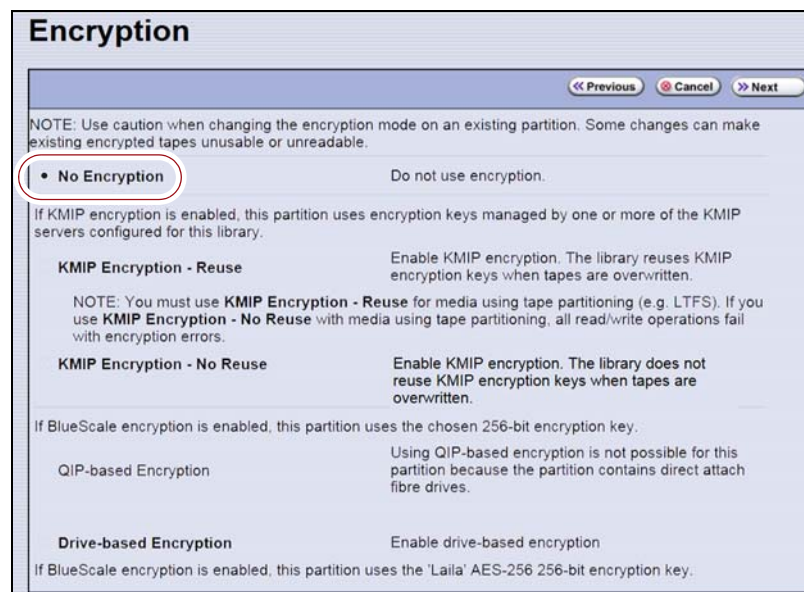 Encryption
Previous Cancel Next
NOTE: Use caution when changing the encryption mode on an existing partition. Some changes can make
existing encrypted tapes unusable or unreadable.
• No Encryption Do not use encryption.
If KMIP encryption is enabled, this partition uses encryption keys managed by one or more of the KMIP
servers configured for this library.
KMIP Encryption - Reuse
Enable KMIP encryption. The library reuses KMIP
encryption keys when tapes are overwritten.
NOTE: You must use KMIP Encryption - Reuse for media using tape partitioning (e.g. LTFS). If you
use KMIP Encryption - No Reuse with media using tape partitioning, all read/write operations fail
with encryption errors.
KMIP Encryption - No Reuse
Enable KMIP encryption. The library does not
reuse KMIP encryption keys when tapes are
overwritten.
If BlueScale encryption is enabled, this partition uses the chosen 256-bit encryption key.
QIP-based Encryption
Using QIP-based encryption is not possible for this
partition because the partition contains direct attach
fibre drives.
Drive-based Encryption Enable drive-based encryption
If BlueScale encryption is enabled, this partition uses the 'Laila' AES-256 256-bit encryption key.